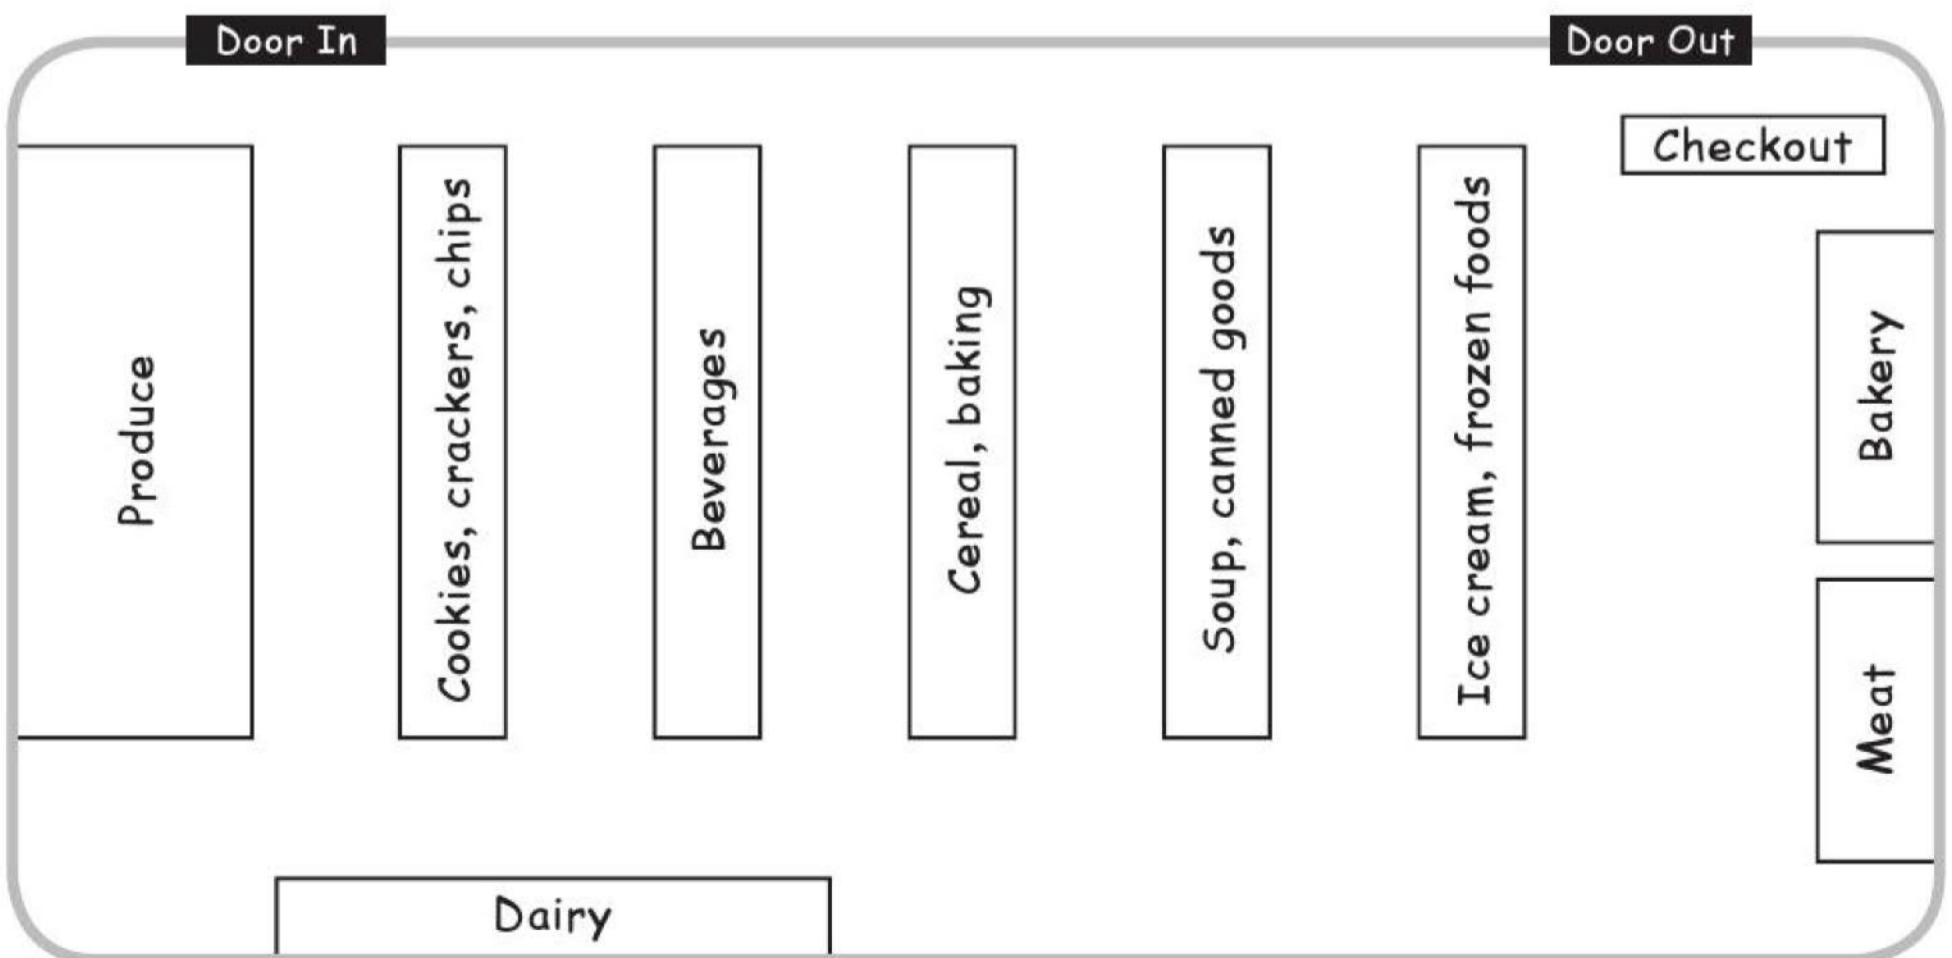 Door In
Door Out
Checkout
Produce
Cookies, crackers, chips
Beverages
Cereal, baking
Soup, canned goods
Ice cream, frozen foods
Bakery
Meat
Dairy